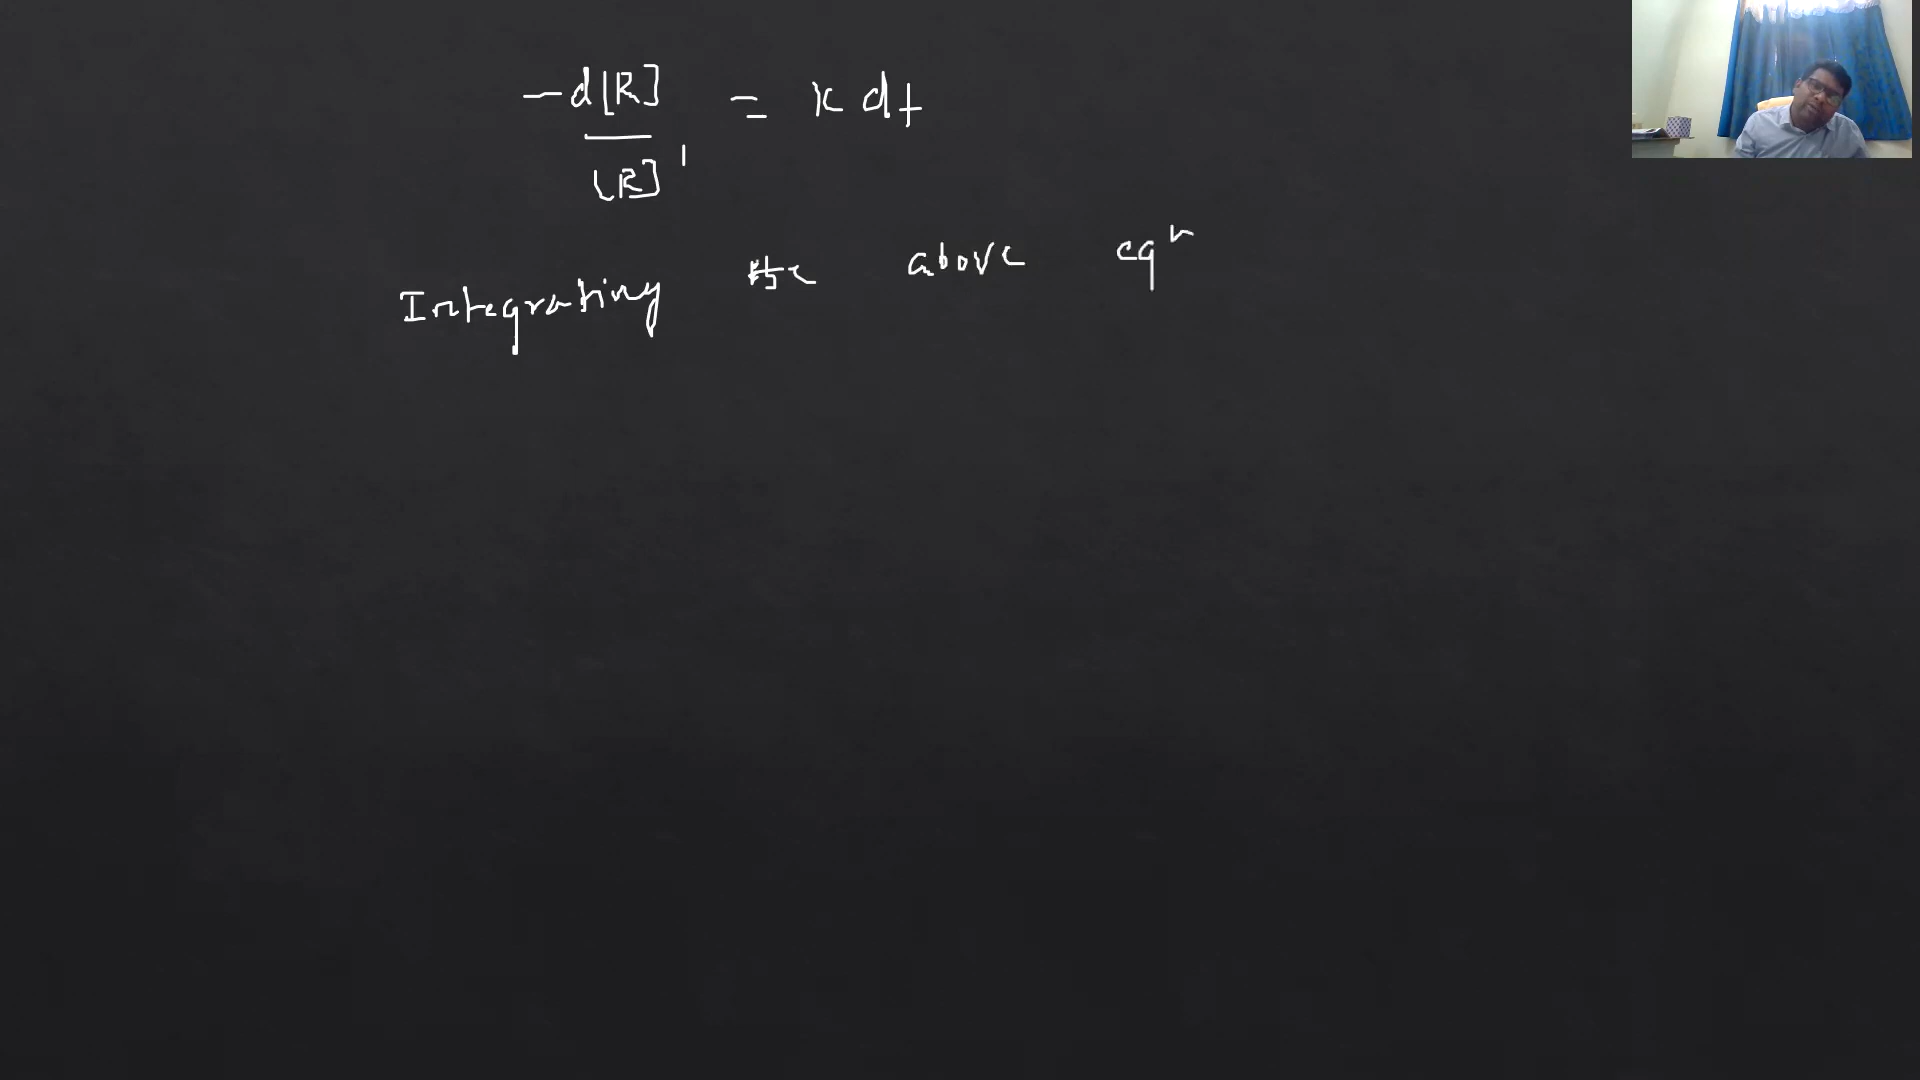 -d[R] / [R]¹ = k dt
Integrating the above eqⁿ